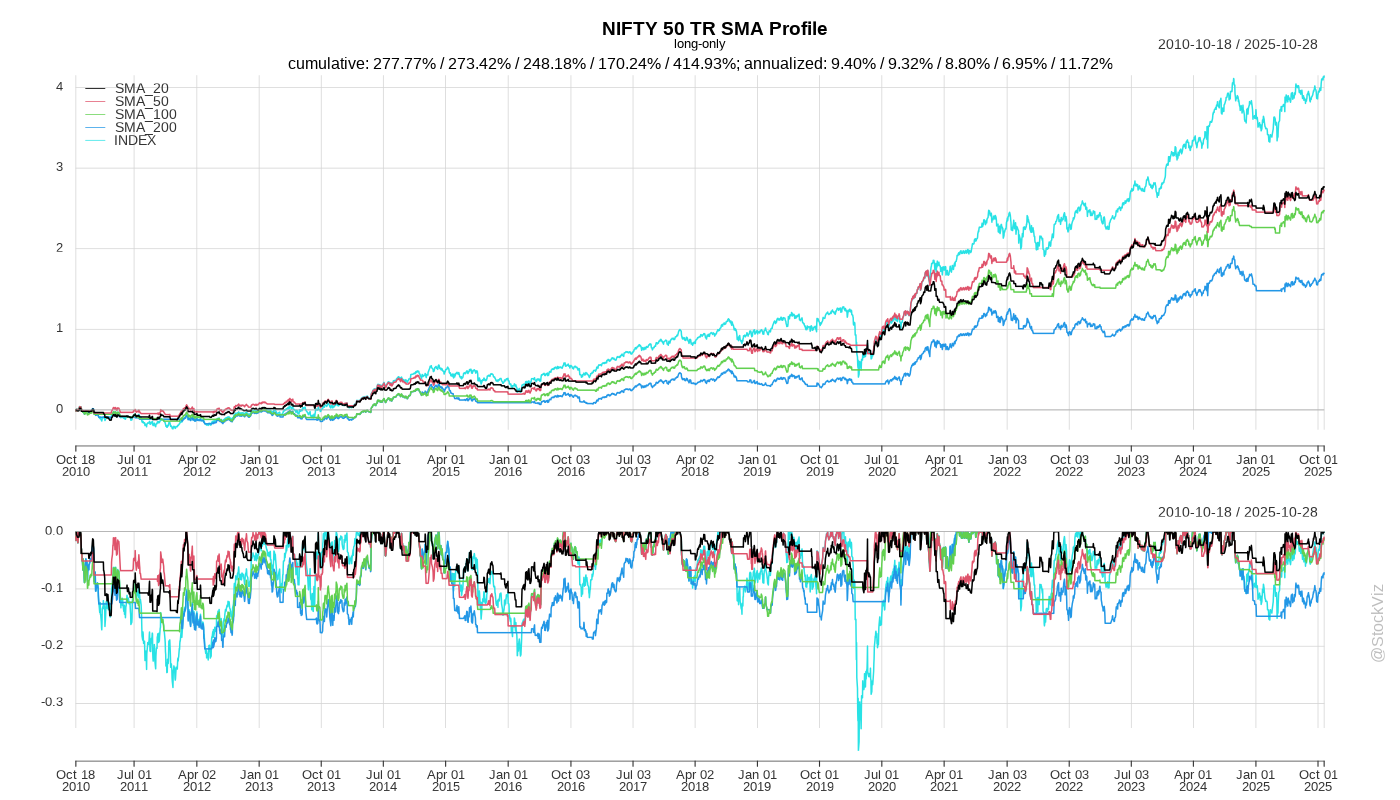 NIFTY 50 TR SMA Profile
long-only
2010-10-18 / 2025-10-28
cumulative: 277.77% / 273.42% / 248.18% / 170.24% / 414.93%; annualized: 9.40% / 9.32% / 8.80% / 6.95% / 11.72%
SMA_20
SMA_50
SMA_100
SMA_200
INDEX
4
3
2
1
0
Oct 18 Jul 01 Apr 02 Jan 01 Oct 01 Jul 01 Apr 01 Jan 01 Oct 03 Jul 03 Apr 02 Jan 01 Oct 01 Jul 01 Apr 01 Jan 03 Oct 03 Jul 03 Apr 01 Jan 01 Oct 01
2010 2011 2012 2013 2013 2014 2015 2016 2016 2017 2018 2019 2019 2020 2021 2022 2022 2023 2024 2025 2025
2010-10-18 / 2025-10-28
0.0
-0.1
-0.2
-0.3
Oct 18 Jul 01 Apr 02 Jan 01 Oct 01 Jul 01 Apr 01 Jan 01 Oct 03 Jul 03 Apr 02 Jan 01 Oct 01 Jul 01 Apr 01 Jan 03 Oct 03 Jul 03 Apr 01 Jan 01 Oct 01
2010 2011 2012 2013 2013 2014 2015 2016 2016 2017 2018 2019 2019 2020 2021 2022 2022 2023 2024 2025 2025
@StockViz